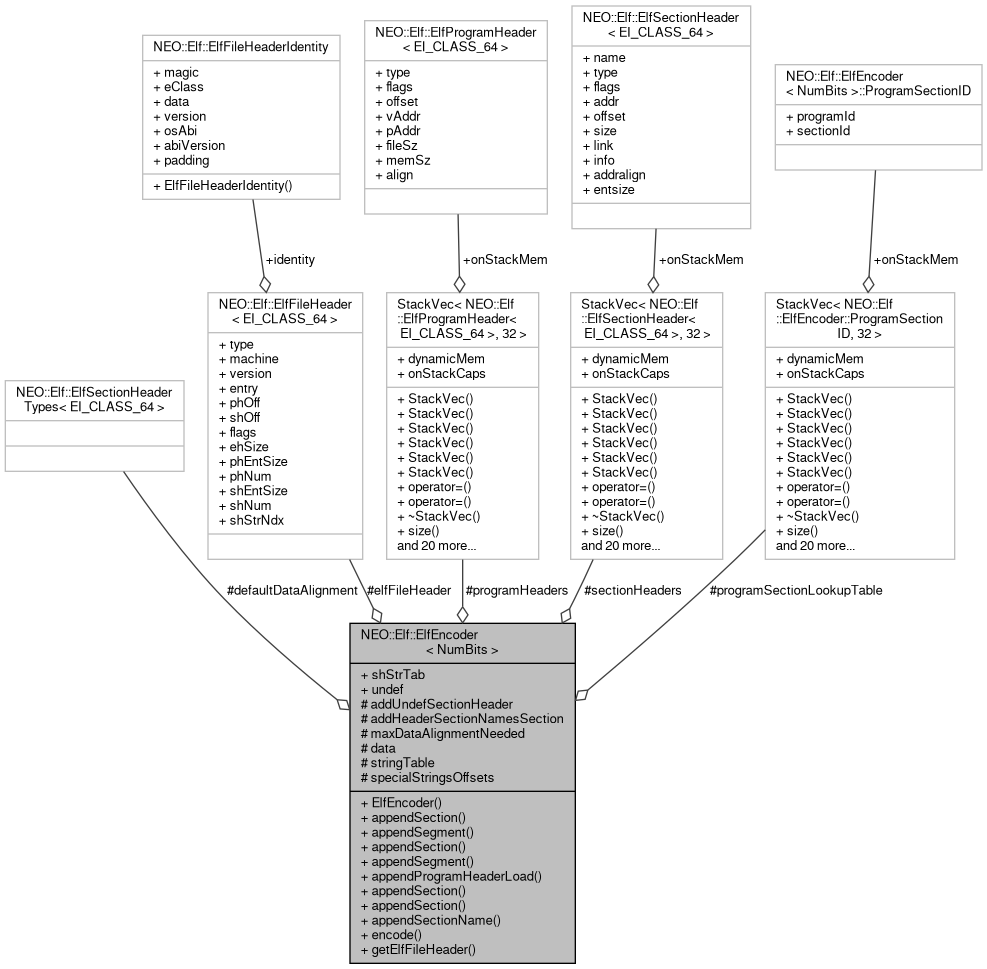 NEO::Elf::ElfFileHeaderIdentity
+ magic
+ eClass
+ data
+ version
+ osAbi
+ abiVersion
+ padding
+ ElfFileHeaderIdentity()
NEO::Elf::ElfProgramHeader
< EI_CLASS_64 >
+ type
+ flags
+ offset
+ vAddr
+ pAddr
+ fileSz
+ memSz
+ align
NEO::Elf::ElfSectionHeader
< EI_CLASS_64 >
+ name
+ type
+ flags
+ addr
+ offset
+ size
+ link
+ info
+ addralign
+ entsize
NEO::Elf::ElfEncoder
< NumBits >::ProgramSectionID
+ programId
+ sectionId
+identity
+onStackMem
+onStackMem
+onStackMem
NEO::Elf::ElfSectionHeader
Types< EI_CLASS_64 >
NEO::Elf::ElfFileHeader
< EI_CLASS_64 >
+ type
+ machine
+ version
+ entry
+ phOff
+ shOff
+ flags
+ ehSize
+ phEntSize
+ phNum
+ shEntSize
+ shNum
+ shStrNdx
StackVec< NEO::Elf
::ElfProgramHeader<
EI_CLASS_64 >, 32 >
+ dynamicMem
+ onStackCaps
+ StackVec()
+ StackVec()
+ StackVec()
+ StackVec()
+ StackVec()
+ StackVec()
+ operator=()
+ operator=()
+ ~StackVec()
+ size()
and 20 more...
StackVec< NEO::Elf
::ElfSectionHeader<
EI_CLASS_64 >, 32 >
+ dynamicMem
+ onStackCaps
+ StackVec()
+ StackVec()
+ StackVec()
+ StackVec()
+ StackVec()
+ StackVec()
+ operator=()
+ operator=()
+ ~StackVec()
+ size()
and 20 more...
StackVec< NEO::Elf
::ElfEncoder::ProgramSection
ID, 32 >
+ dynamicMem
+ onStackCaps
+ StackVec()
+ StackVec()
+ StackVec()
+ StackVec()
+ StackVec()
+ StackVec()
+ operator=()
+ operator=()
+ ~StackVec()
+ size()
and 20 more...
#defaultDataAlignment
#elfFileHeader
#programHeaders
#sectionHeaders
#programSectionLookupTable
NEO::Elf::ElfEncoder
< NumBits >
+ shStrTab
+ undef
# addUndefSectionHeader
# addHeaderSectionNamesSection
# maxDataAlignmentNeeded
# data
# stringTable
# specialStringsOffsets
+ ElfEncoder()
+ appendSection()
+ appendSegment()
+ appendSection()
+ appendSegment()
+ appendProgramHeaderLoad()
+ appendSection()
+ appendSection()
+ appendSectionName()
+ encode()
+ getElfFileHeader()